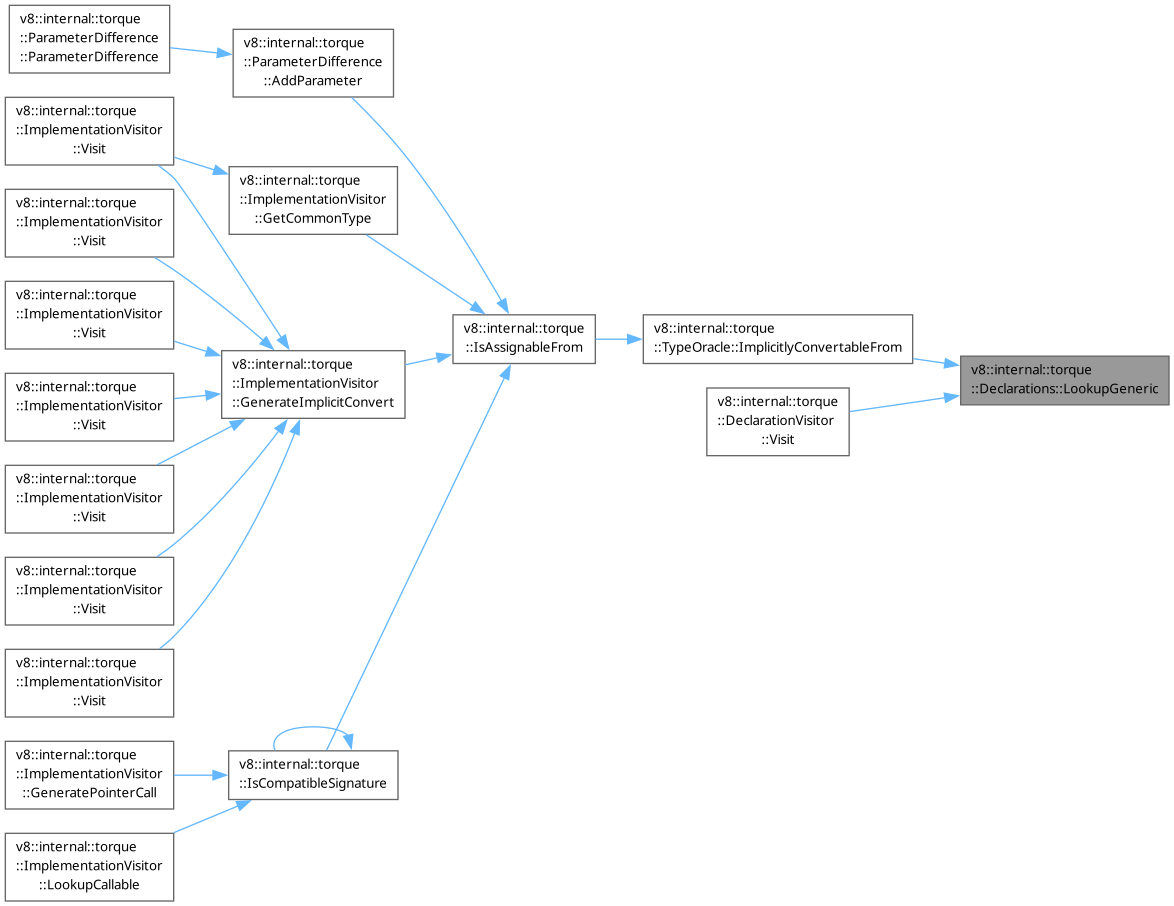 v8::internal::torque
::ParameterDifference
::ParameterDifference
v8::internal::torque
::ParameterDifference
::AddParameter
v8::internal::torque
::ImplementationVisitor
::Visit
v8::internal::torque
::ImplementationVisitor
::GetCommonType
v8::internal::torque
::ImplementationVisitor
::Visit
v8::internal::torque
::ImplementationVisitor
::Visit
v8::internal::torque
::IsAssignableFrom
v8::internal::torque
::TypeOracle::ImplicitlyConvertableFrom
v8::internal::torque
::ImplementationVisitor
::GenerateImplicitConvert
v8::internal::torque
::Declarations::LookupGeneric
v8::internal::torque
::ImplementationVisitor
::Visit
v8::internal::torque
::DeclarationVisitor
::Visit
v8::internal::torque
::ImplementationVisitor
::Visit
v8::internal::torque
::ImplementationVisitor
::Visit
v8::internal::torque
::ImplementationVisitor
::Visit
v8::internal::torque
::ImplementationVisitor
::GeneratePointerCall
v8::internal::torque
::IsCompatibleSignature
v8::internal::torque
::ImplementationVisitor
::LookupCallable